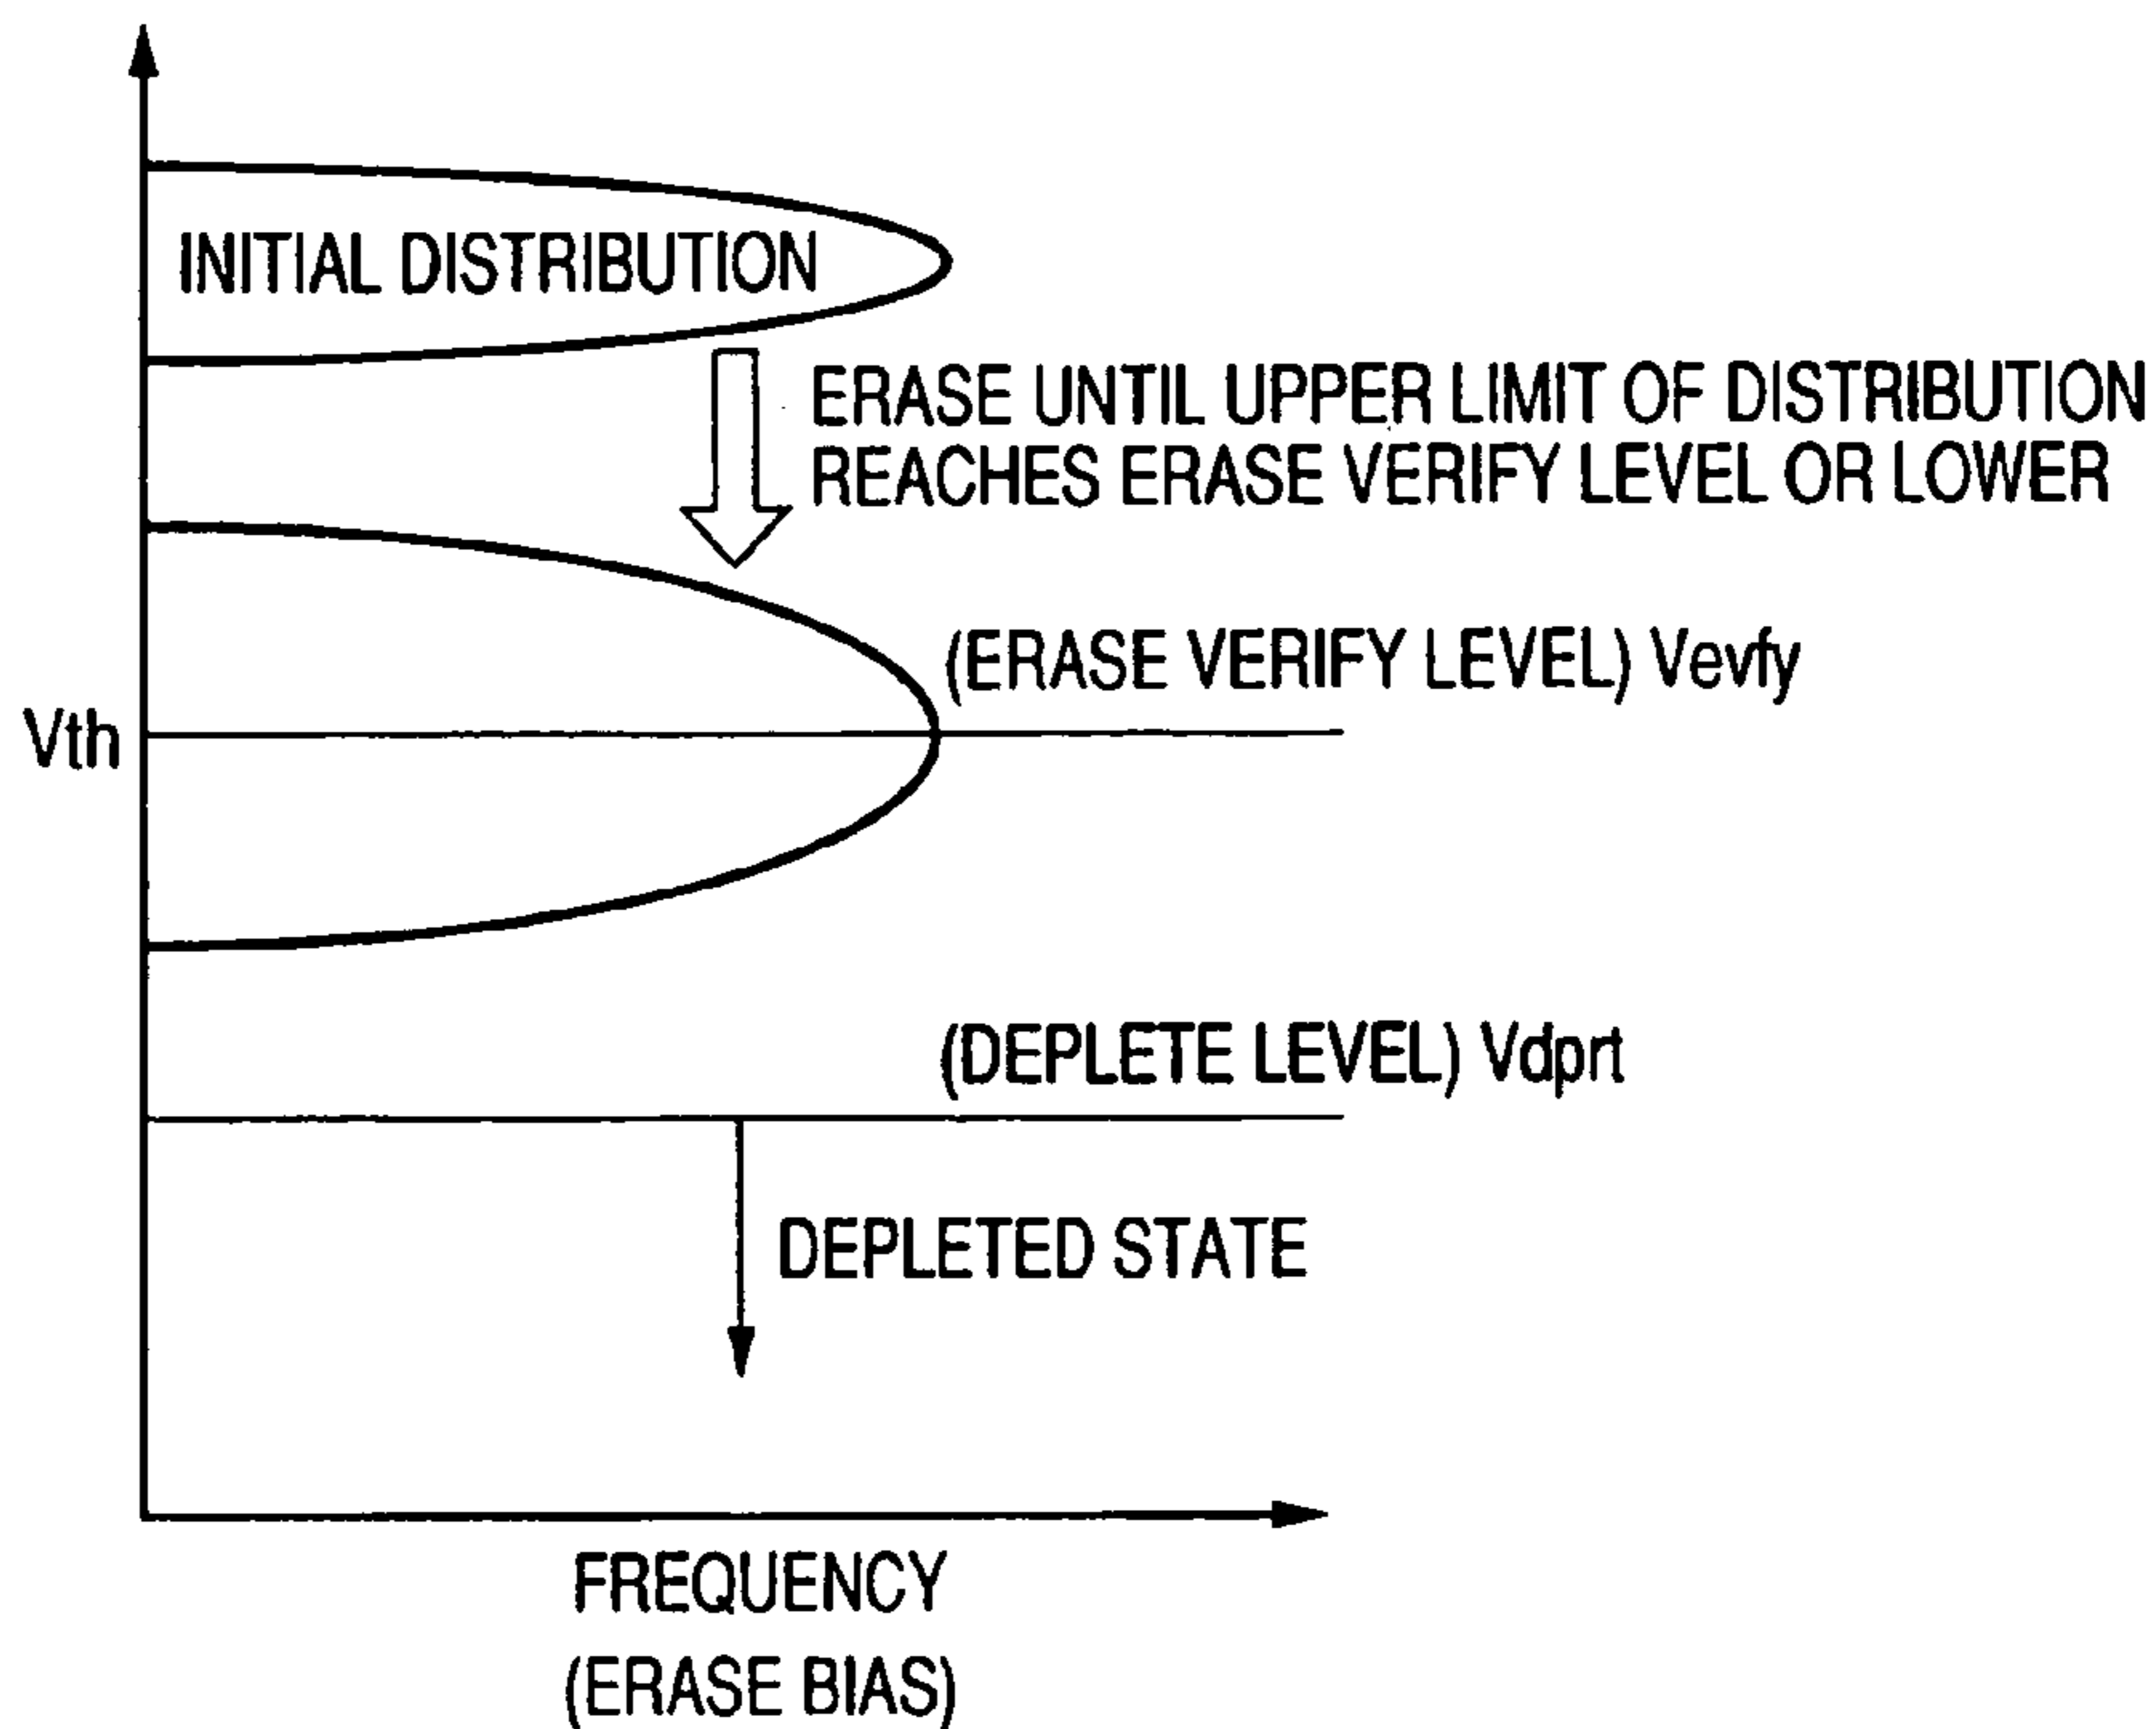 INITIAL DISTRIBUTION
ERASE UNTIL UPPER LIMIT OF DISTRIBUTION
REACHES ERASE VERIFY LEVEL OR LOWER
(ERASE VERIFY LEVEL) Vevfy
Vth
(DEPLETE LEVEL) Vdprt
DEPLETED STATE
FREQUENCY
(ERASE BIAS)